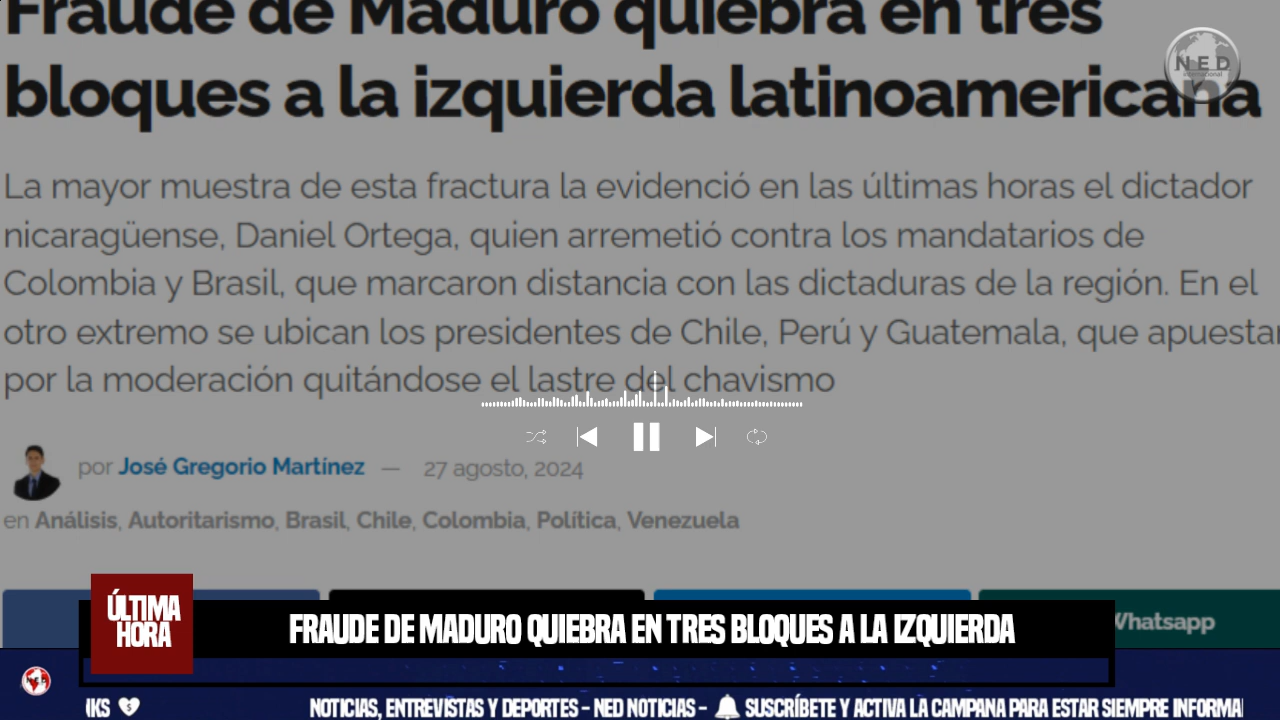 Fraude de Maduro quiebra en tres
bloques a la izquierda latinoamericana
NED
international
La mayor muestra de esta fractura la evidenció en las últimas horas el dictador
nicaragüense, Daniel Ortega, quien arremetió contra los mandatarios de
Colombia y Brasil, que marcaron distancia con las dictaduras de la región. En el
otro extremo se ubican los presidentes de Chile, Perú y Guatemala, que apuestan
por la moderación quitándose el lastre del chavismo
por José Gregorio Martínez — 27 agosto, 2024
en Análisis, Autoritarismo, Brasil, Chile, Colombia, Política, Venezuela
Whatsapp
ÚLTIMA
HORA
FRAUDE DE MADURO QUIEBRA EN TRES BLOQUES A LA IZQUIERDA
IKS NOTICIAS, ENTREVISTAS Y DEPORTES - NED NOTICIAS - SUSCRÍBETE Y ACTIVA LA CAMPANA PARA ESTAR SIEMPRE INFORMA